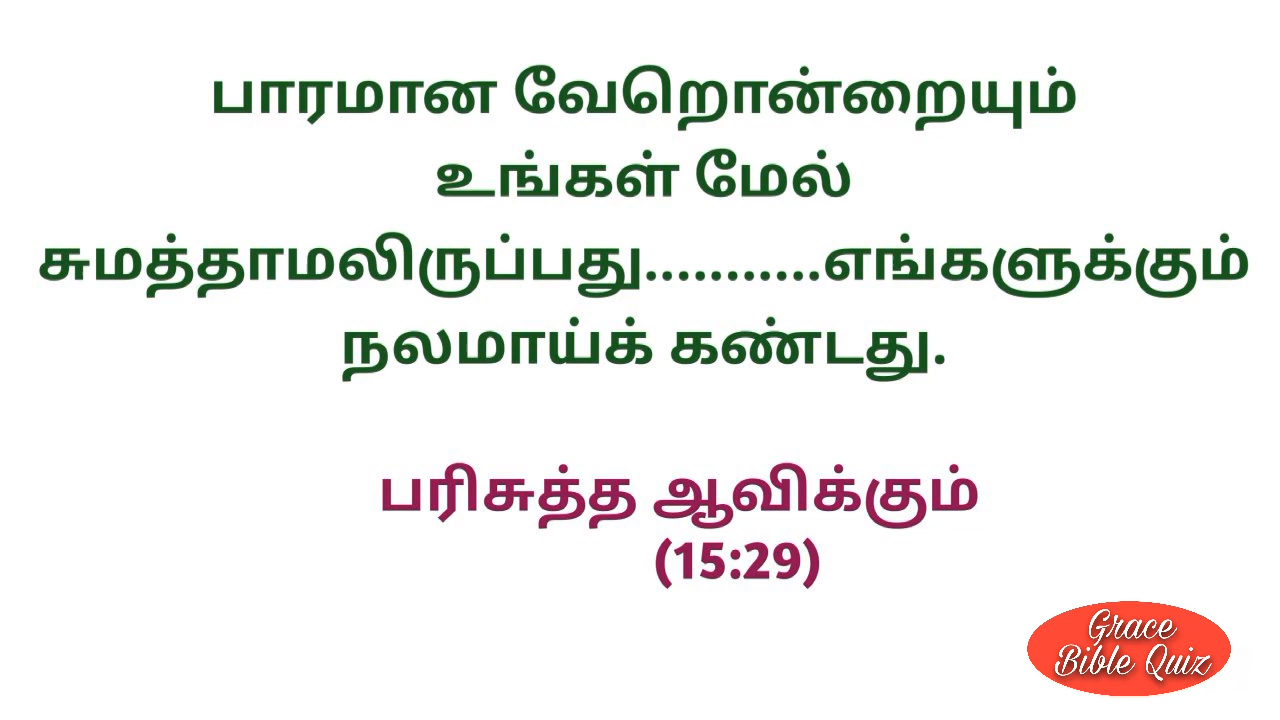 பாரமான வேறொன்றையும்
உங்கள் மேல்
சுமத்தாமலிருப்பது...........எங்களுக்கும்
நலமாய்க் கண்டது.
பரிசுத்த ஆவிக்கும்
(15:29)
Grace
Bible Quiz